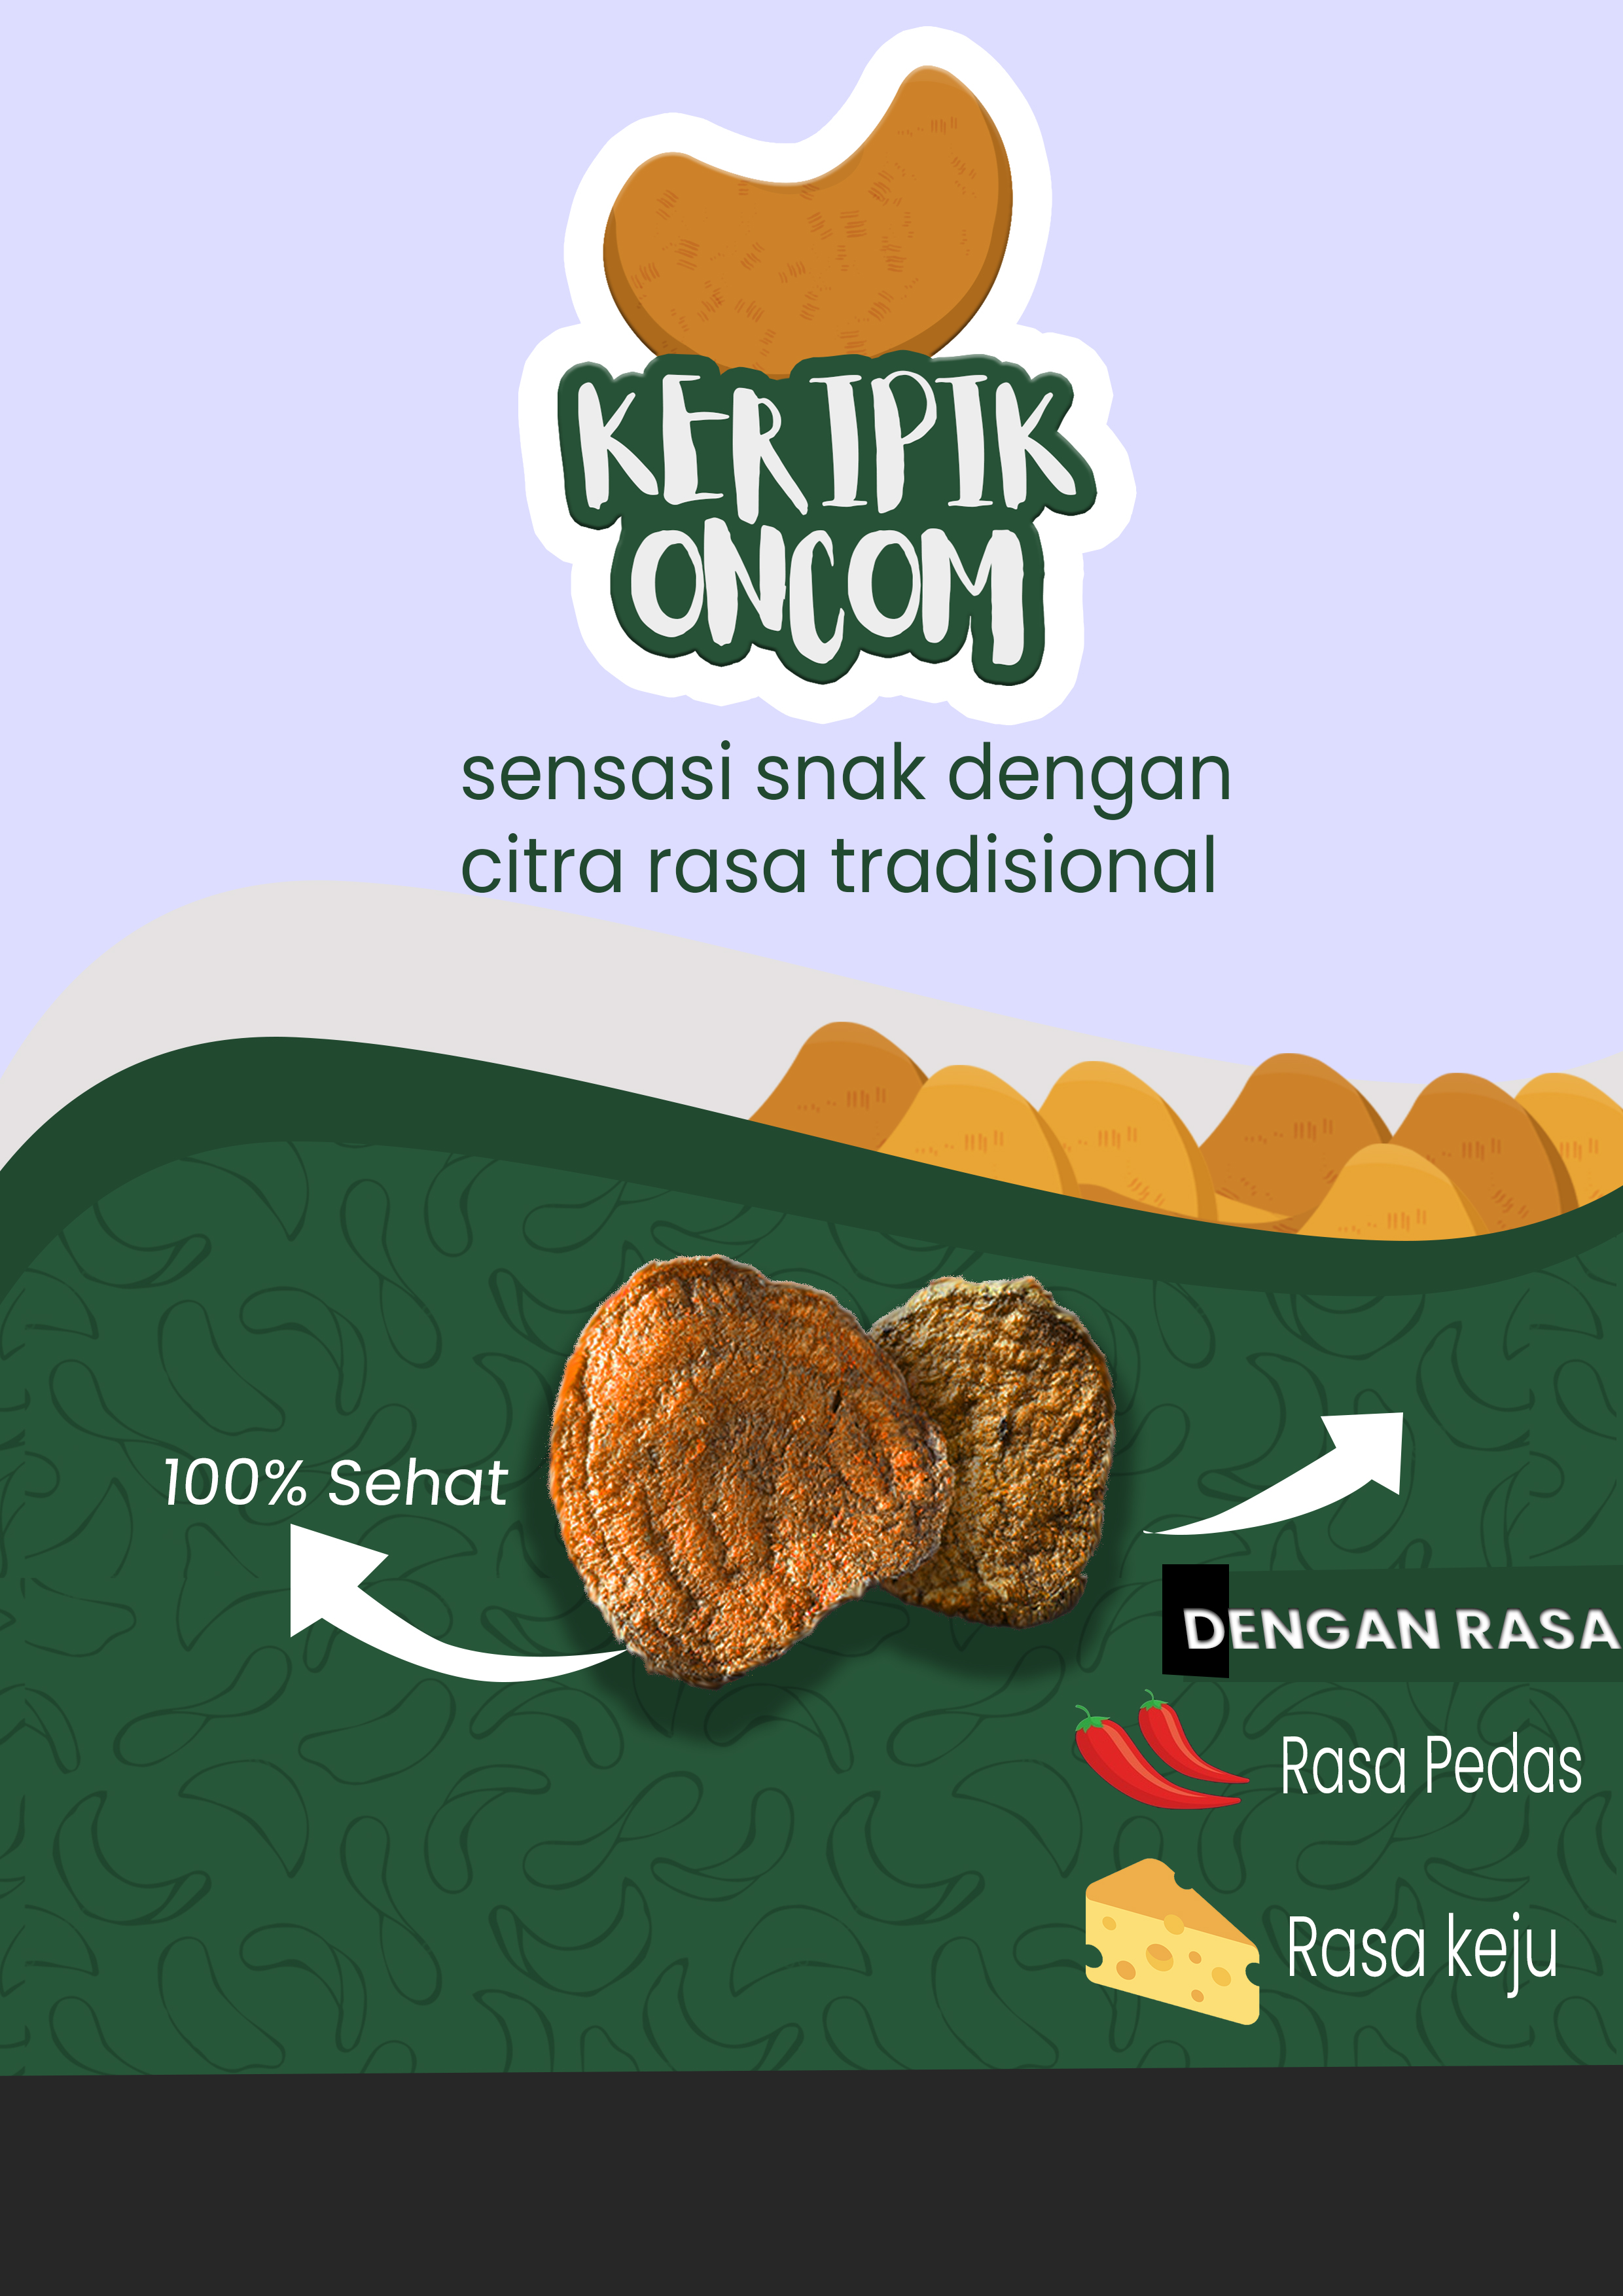 KERIPIK
ONCOM
sensasi snak dengan
citra rasa tradisional
100% Sehat
DENGAN RASA
Rasa Pedas
Rasa keju